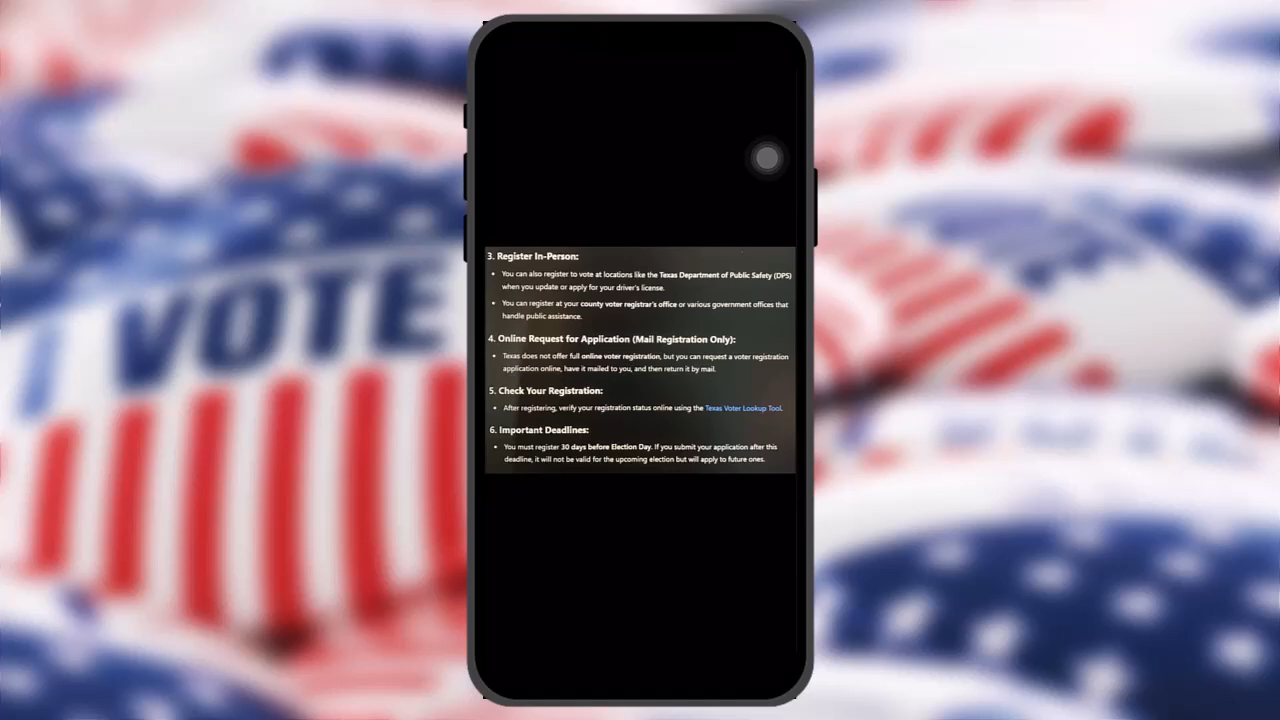 I VOTE
3. Register In-Person:
• You can also register to vote at locations like the Texas Department of Public Safety (DPS)
when you update or apply for your driver's license.
• You can register at your county voter registrar's office or various government offices that
handle public assistance.
4. Online Request for Application (Mail Registration Only):
• Texas does not offer full online voter registration, but you can request a voter registration
application online, have it mailed to you, and then return it by mail.
5. Check Your Registration:
• After registering, verify your registration status online using the Texas Voter Lookup Tool.
6. Important Deadlines:
• You must register 30 days before Election Day. If you submit your application after this
deadline, it will not be valid for the upcoming election but will apply to future ones.